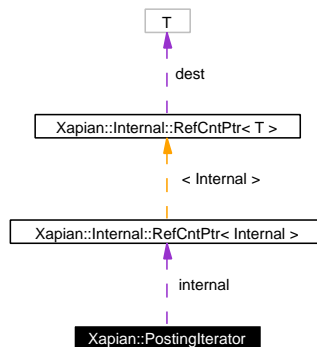 T
dest
Xapian::Internal::RefCntPtr< T >
< Internal >
Xapian::Internal::RefCntPtr< Internal >
internal
Xapian::PostingIterator